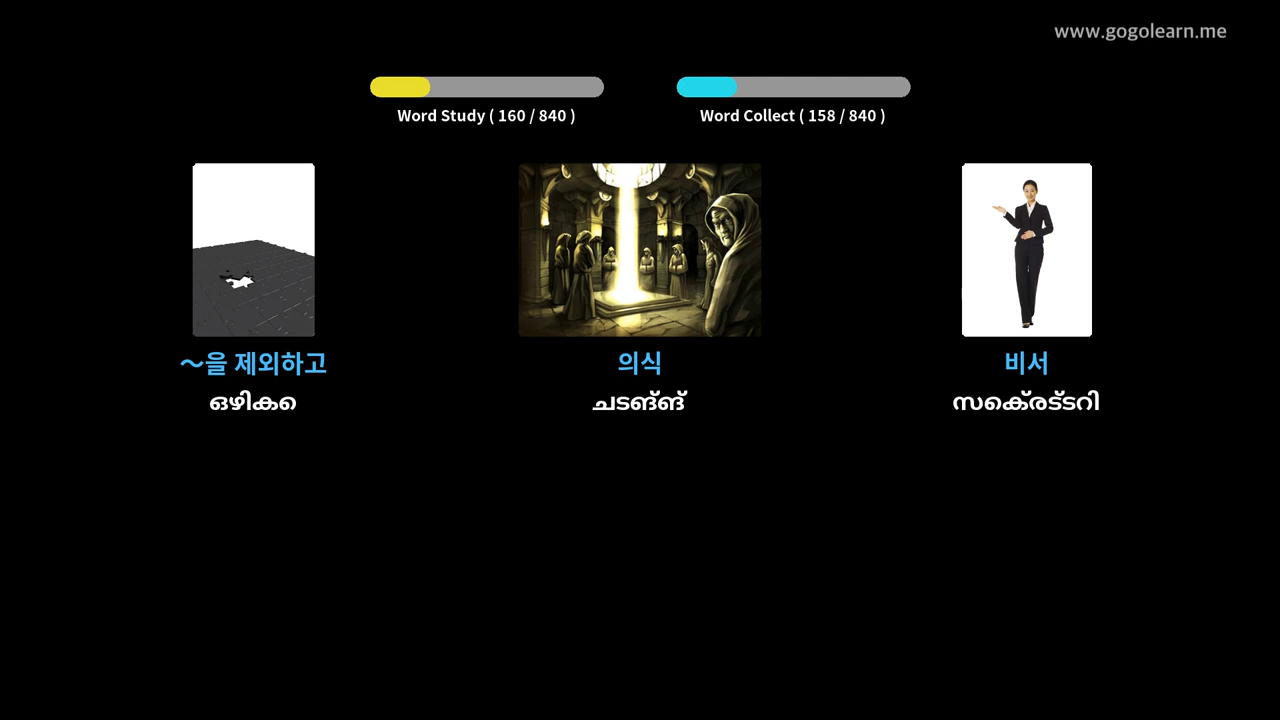 www.gogolearn.me
Word Study ( 160 / 840 )
Word Collect ( 158 / 840 )
～을 제외하고
의식
비서
ഒഴികെ
ചടങ്ങ്
സെക്രട്ടറി